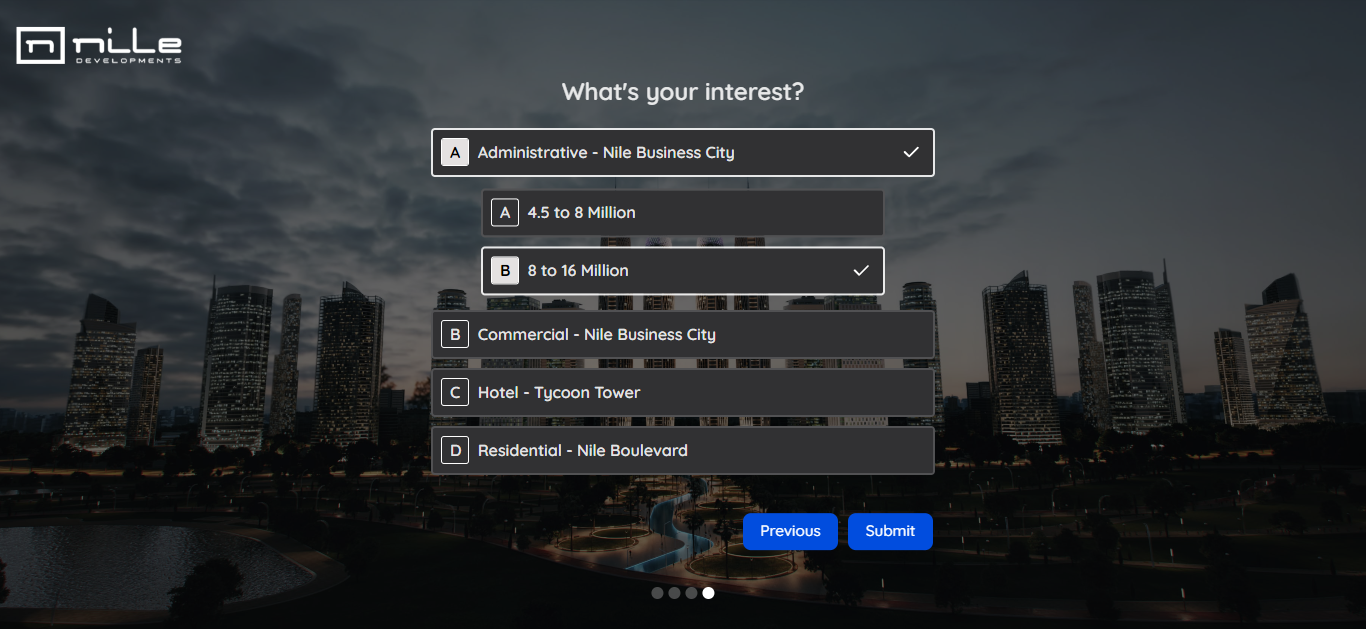 n nille
DEVELOPMENTS
What's your interest?
A Administrative - Nile Business City
A 4.5 to 8 Million
B 8 to 16 Million
B Commercial - Nile Business City
C Hotel - Tycoon Tower
D Residential - Nile Boulevard
Previous Submit